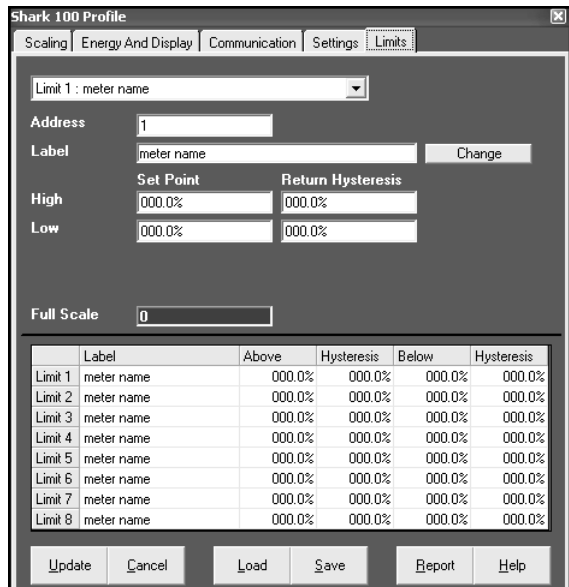 Shark 100 Profile
Scaling Energy And Display Communication Settings Limits
Limit 1 : meter name
Address 1
Label meter name Change
Set Point Return Hysteresis
High 000.0% 000.0%
Low 000.0% 000.0%
Full Scale 0
Label Above Hysteresis Below Hysteresis
Limit 1 meter name 000.0% 000.0% 000.0% 000.0%
Limit 2 meter name 000.0% 000.0% 000.0% 000.0%
Limit 3 meter name 000.0% 000.0% 000.0% 000.0%
Limit 4 meter name 000.0% 000.0% 000.0% 000.0%
Limit 5 meter name 000.0% 000.0% 000.0% 000.0%
Limit 6 meter name 000.0% 000.0% 000.0% 000.0%
Limit 7 meter name 000.0% 000.0% 000.0% 000.0%
Limit 8 meter name 000.0% 000.0% 000.0% 000.0%
Update Cancel Load Save Report Help